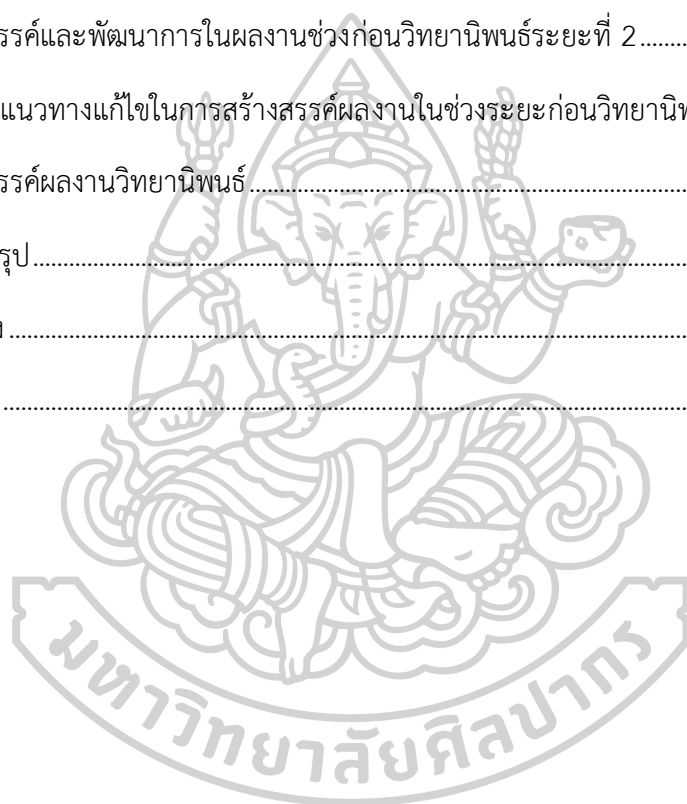 รรค์และพัฒนาการในผลงานช่วงก่อนวิทยานิพนธ์ระยะที่ 2........
แนวทางแก้ไขในการสร้างสรรค์ผลงานในช่วงระยะก่อนวิทยานิพ
รรค์ผลงานวิทยานิพนธ์................................................................................
รุป............................................................................................................................
ง ................................................................................................................................
................................................................................................................................
มหาวิทยาลัยศิลปากร